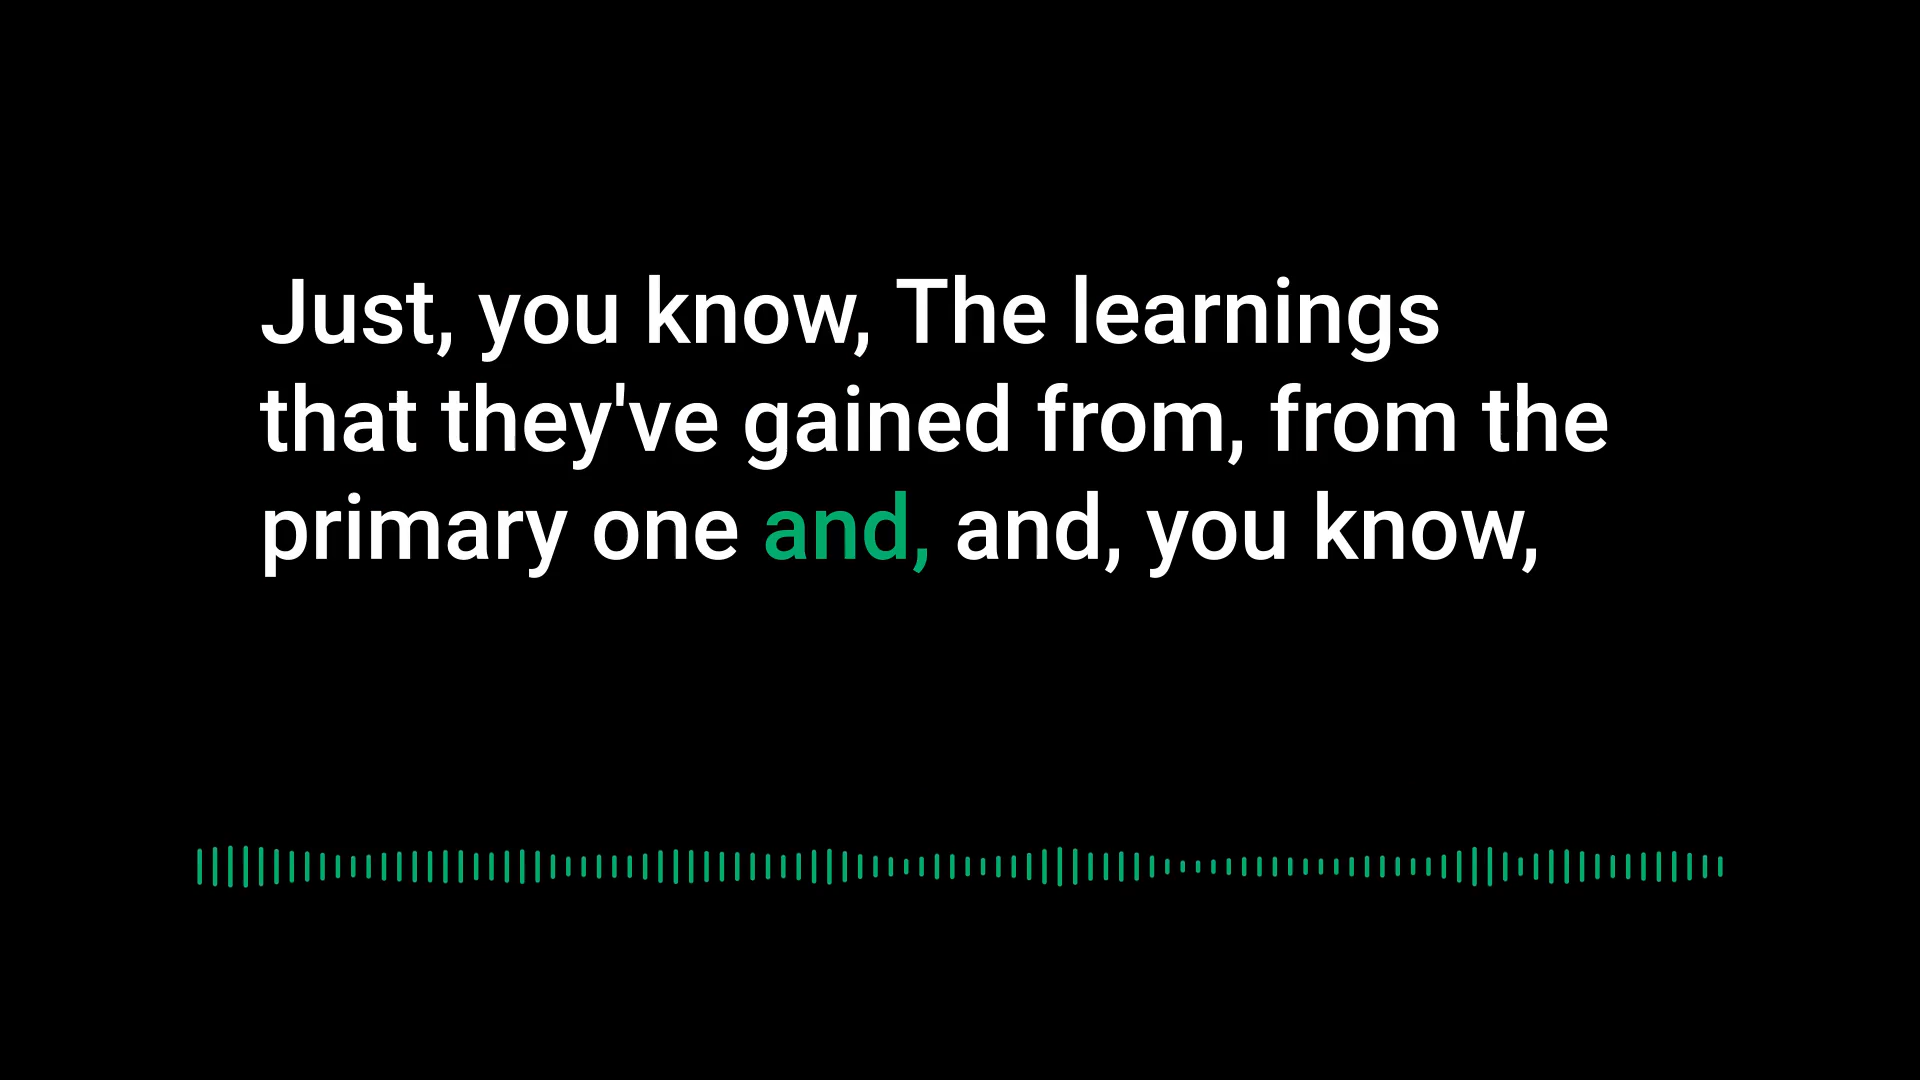 Just, you know, The learnings
that they've gained from, from the
primary one and, and, you know,